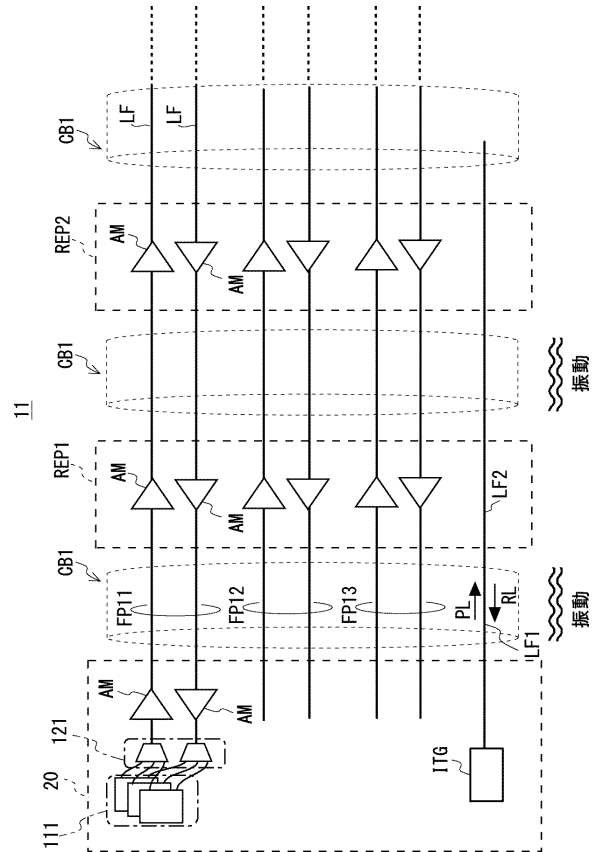 11
CB1
REP1
CB1
REP2
CB1
111
20
121
AM
AM
FP11
FP12
FP13
AM
AM
AM
AM
LF
LF
ITG
PL
RL
LF1
LF2
振動
振動